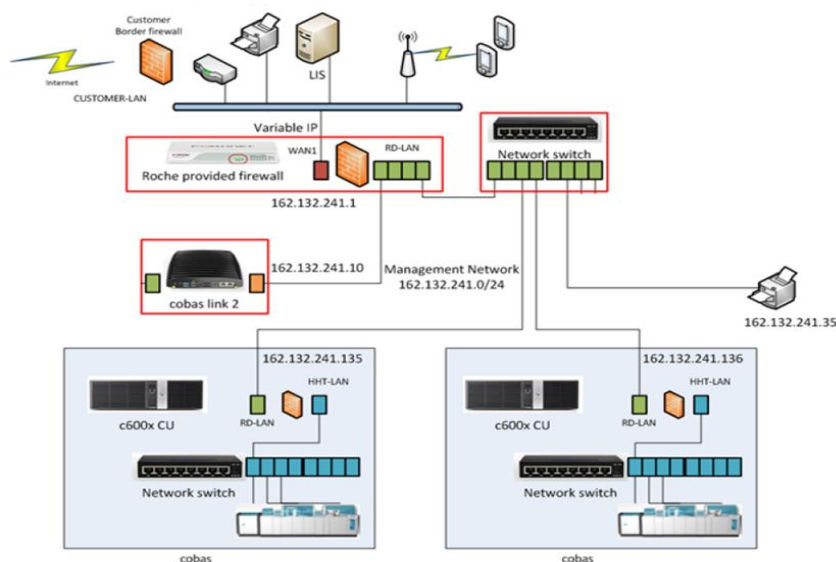 Customer
Border firewall
Internet
CUSTOMER-LAN
LIS
Variable IP
WAN1
RD-LAN
Network switch
Roche provided firewall
162.132.241.1
162.132.241.10
Management Network
162.132.241.0/24
cobas link 2
162.132.241.35
162.132.241.135
HHT-LAN
c600x CU
RD-LAN
Network switch
cobas
162.132.241.136
HHT-LAN
c600x CU
RD-LAN
Network switch
cobas